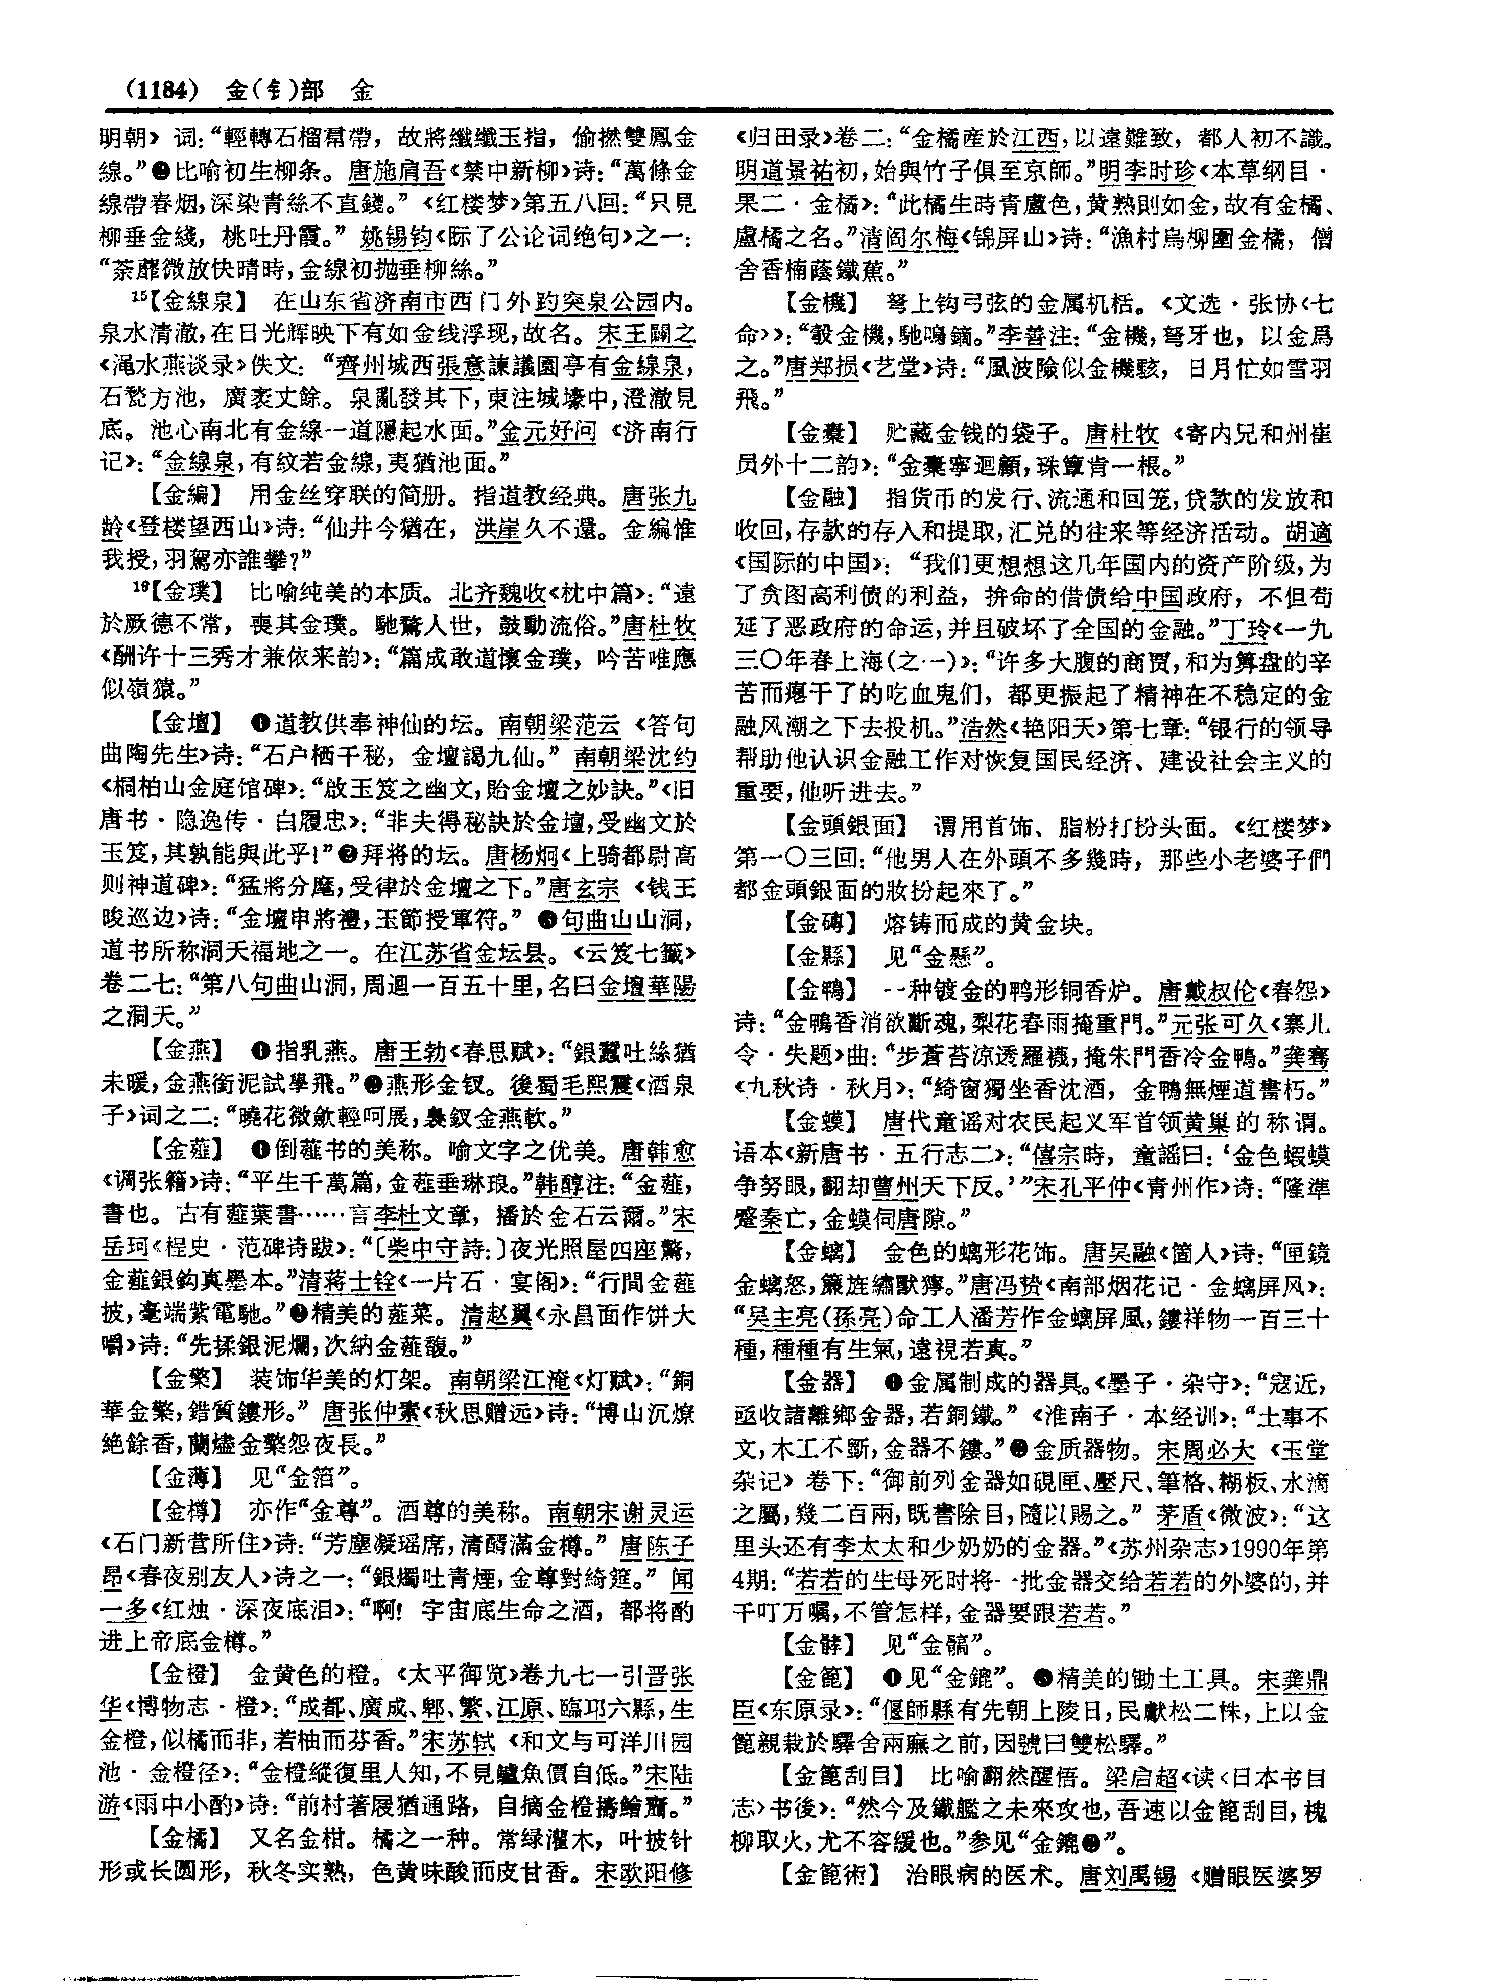 (1184) 金(钅)部 金
明朝》 词:“輕轉石榴帬帶，故將纖纖玉指，偷撚雙鳳金
線。”❷比喻初生柳条。唐施肩吾《禁中新柳》诗:“萬條金
線帶春烟,深染青絲不直錢。”《红楼梦》第五八回:“只見
柳垂金綫，桃吐丹霞。”姚锡钧《眎了公论词绝句》之一:
“荼蘼微放快晴時,金線初抛垂柳絲。”
15【金線泉】 在山东省济南市西门外趵突泉公园内。
泉水清澈,在日光辉映下有如金线浮现,故名。宋王闢之
《渑水燕谈录》佚文:“齊州城西張意諫議園亭有金線泉,
石甃方池，廣袤丈餘。泉亂發其下,東注城壕中,澄澈見
底。池心南北有金線一道隱起水面。”金元好问《济南行
记》:“金線泉,有纹若金線,夷猶池面。”
【金編】 用金丝穿联的简册。指道教经典。唐张九
龄《登楼望西山》诗:“仙井今猶在，洪崖久不還。金編惟
我授,羽駕亦誰攀?”
16【金璞】 比喻纯美的本质。北齐魏收《枕中篇》:“遠
於厥德不常，喪其金璞。馳騖人世，鼓動流俗。”唐杜牧
《酬许十三秀才兼依来韵》:“篇成敢道懷金璞，吟苦唯應
似嶺猿。”
【金壇】 ❶道教供奉神仙的坛。南朝梁范云《答句
曲陶先生》诗:“石户栖千秘，金壇謁九仙。”南朝梁沈约
《桐柏山金庭馆碑》:“啟玉笈之幽文,貽金壇之妙訣。”《旧
唐书·隐逸传·白履忠》:“非夫得秘訣於金壇,受幽文於
玉笈,其孰能與此乎!”❷拜将的坛。唐杨炯《上骑都尉高
则神道碑》:“猛將分麾,受律於金壇之下。”唐玄宗《饯王
晙巡边》诗:“金壇申將禮,玉節授軍符。”❸句曲山山洞,
道书所称洞天福地之一。在江苏省金坛县。《云笈七籤》
卷二七:“第八句曲山洞,周迴一百五十里,名曰金壇華陽
之洞天。”
【金燕】 ❶指乳燕。唐王勃《春思赋》:“銀蠶吐絲猶
未暖,金燕銜泥試學飛。”❷燕形金钗。後蜀毛熙震《酒泉
子》词之二:“曉花微歛輕呵展,裊釵金燕軟。”
【金薤】 ❶倒薤书的美称。喻文字之优美。唐韩愈
《调张籍》诗:“平生千萬篇,金薤垂琳琅。”韩醇注:“金薤,
書也。古有薤葉書……言李杜文章，播於金石云爾。”宋
岳珂《桯史·范碑诗跋》:“〔柴中守詩:〕夜光照屋四座驚,
金薤銀鈎真墨本。”清蒋士铨《一片石·宴阁》:“行間金薤
披,毫端紫電馳。”❷精美的薤菜。清赵翼《永昌面作饼大
嚼》诗:“先揉銀泥爛,次納金薤馥。”
【金檠】 装饰华美的灯架。南朝梁江淹《灯赋》:“銅
華金檠,錯質鏤形。”唐张仲素《秋思赠远》诗:“博山沉燎
絶餘香,蘭燼金檠怨夜長。”
【金薄】 见“金箔”。
【金樽】 亦作“金尊”。酒尊的美称。南朝宋谢灵运
《石门新营所住》诗:“芳塵凝瑶席,清醑滿金樽。”唐陈子
昂《春夜别友人》诗之一:“銀燭吐青煙,金尊對綺筵。”闻
一多《红烛·深夜底泪》:“啊! 宇宙底生命之酒，都将酌
进上帝底金樽。”
【金橙】 金黄色的橙。《太平御览》卷九七一引晋张
华《博物志·橙》:“成都、廣成、郫、繁、江原、臨邛六縣,生
金橙,似橘而非,若柚而芬香。”宋苏轼《和文与可洋川园
池·金橙径》:“金橙縱復里人知,不見鱸魚價自低。”宋陆
游《雨中小酌》诗:“前村著屐猶通路，自摘金橙擣鱠齏。”
【金橘】 又名金柑。橘之一种。常绿灌木，叶披针
形或长圆形，秋冬实熟，色黄味酸而皮甘香。宋欧阳修
《归田录》卷二:“金橘産於江西,以遠難致，都人初不識。
明道景祐初,始與竹子俱至京師。”明李时珍《本草纲目·
果二·金橘》:“此橘生時青盧色,黄熟則如金,故有金橘、
盧橘之名。”清阎尔梅《锦屏山》诗:“漁村烏柳圍金橘，僧
舍香楠蔭鐵蕉。”
【金機】 弩上钩弓弦的金属机栝。《文选·张协〈七
命〉》:“彀金機,馳鳴鏑。”李善注:“金機,弩牙也，以金爲
之。”唐郑损《艺堂》诗:“風波險似金機駭，日月忙如雪羽
飛。”
【金橐】 贮藏金钱的袋子。唐杜牧《寄内兄和州崔
员外十二韵》:“金橐寧迴顧,珠簟肯一棖。”
【金融】 指货币的发行、流通和回笼,贷款的发放和
收回,存款的存入和提取,汇兑的往来等经济活动。胡適
《国际的中国》:“我们更想想这几年国内的资产阶级,为
了贪图高利债的利益，拚命的借债给中国政府，不但苟
延了恶政府的命运,并且破坏了全国的金融。”丁玲《一九
三〇年春上海(之一)》:“许多大腹的商贾,和为算盘的辛
苦而瘪干了的吃血鬼们，都更振起了精神在不稳定的金
融风潮之下去投机。”浩然《艳阳天》第七章:“银行的领导
帮助他认识金融工作对恢复国民经济、建设社会主义的
重要,他听进去。”
【金頭銀面】 谓用首饰、脂粉打扮头面。《红楼梦》
第一〇三回:“他男人在外頭不多幾時，那些小老婆子們
都金頭銀面的妝扮起來了。”
【金磚】 熔铸而成的黄金块。
【金縣】 见“金懸”。
【金鴨】 一种镀金的鸭形铜香炉。唐戴叔伦《春怨》
诗:“金鴨香消欲斷魂,梨花春雨掩重門。”元张可久《寨儿
令·失题》曲:“步蒼苔凉透羅襪,掩朱門香冷金鴨。”龚骞
《九秋诗·秋月》:“綺窗獨坐香沈酒，金鴨無煙道書朽。”
【金蟆】 唐代童谣对农民起义军首领黄巢的称谓。
语本《新唐书·五行志二》:“僖宗時，童謡曰:‘金色蝦蟆
争努眼,翻却曹州天下反。’”宋孔平仲《青州作》诗:“隆準
蹙秦亡,金蟆伺唐隙。”
【金螭】 金色的螭形花饰。唐吴融《箇人》诗:“匣鏡
金螭怒,簾旌繡獸獰。”唐冯贽《南部烟花记·金螭屏风》:
“吴主亮(孫亮)命工人潘芳作金螭屏風,鏤祥物一百三十
種,種種有生氣,遠視若真。”
【金器】 ❶金属制成的器具。《墨子·杂守》:“寇近,
亟收諸離鄉金器,若銅鐵。”《淮南子·本经训》:“土事不
文,木工不斲,金器不鏤。”❷金质器物。宋周必大《玉堂
杂记》卷下:“御前列金器如硯匣、壓尺、筆格、糊板、水滴
之屬,幾二百兩,既書除目,隨以賜之。”茅盾《微波》:“这
里头还有李太太和少奶奶的金器。”《苏州杂志》1990年第
4期:“若若的生母死时将一批金器交给若若的外婆的,并
千叮万嘱,不管怎样,金器要跟若若。”
【金髇】 见“金骹”。
【金篦】 ❶见“金鎞”。❷精美的锄土工具。宋龚鼎
臣《东原录》:“偃師縣有先朝上陵日,民獻松二株,上以金
篦親栽於驛舍兩廡之前,因號曰雙松驛。”
【金篦刮目】 比喻翻然醒悟。梁启超《读〈日本书目
志〉书後》:“然今及鐵艦之未來攻也,吾速以金篦刮目,槐
柳取火,尤不容緩也。”参见“金鎞❸”。
【金篦術】 治眼病的医术。唐刘禹锡《赠眼医婆罗